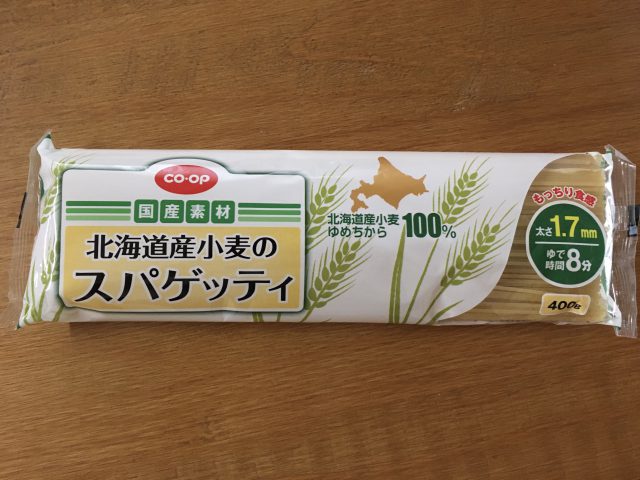 CO·OP
国産素材
北海道産小麦の
スパゲッティ
北海道産小麦
ゆめちから
100%
もっちり食感
太さ 1.7mm
ゆで
時間 8分
400g